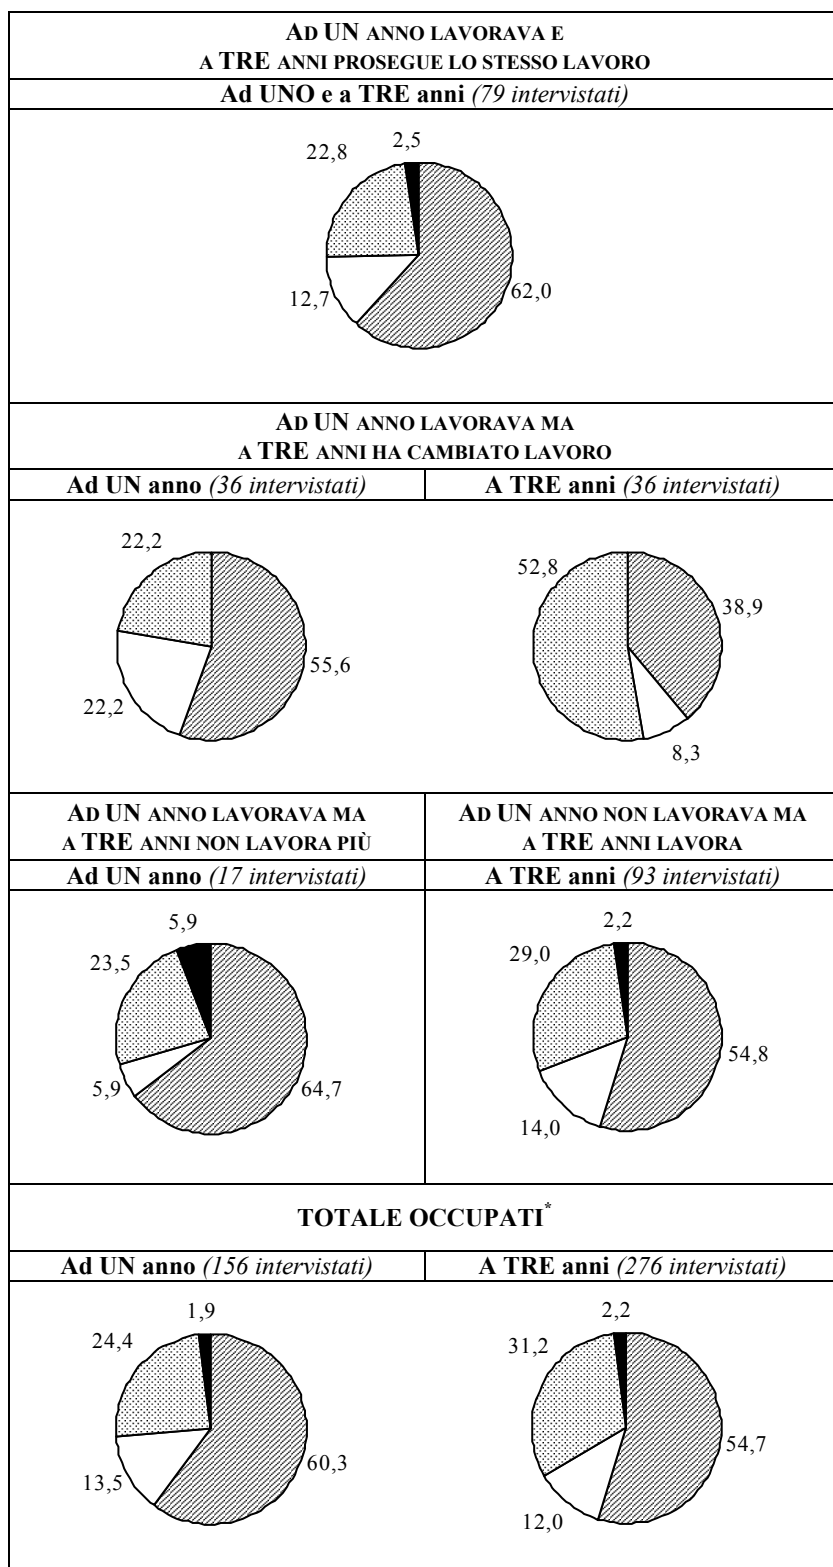 AD UN ANNO LAVORAVA E
A TRE ANNI PROSEGUE LO STESSO LAVORO
Ad UNO e a TRE anni (79 intervistati)
22,8
2,5
12,7
62,0
AD UN ANNO LAVORAVA MA
A TRE ANNI HA CAMBIATO LAVORO
Ad UN anno (36 intervistati)
A TRE anni (36 intervistati)
22,2
55,6
22,2
52,8
38,9
8,3
AD UN ANNO LAVORAVA MA
A TRE ANNI NON LAVORA PIÙ
Ad UN anno (17 intervistati)
5,9
23,5
5,9
64,7
AD UN ANNO NON LAVORAVA MA
A TRE ANNI LAVORA
A TRE anni (93 intervistati)
2,2
29,0
54,8
14,0
TOTALE OCCUPATI*
Ad UN anno (156 intervistati)
A TRE anni (276 intervistati)
1,9
24,4
60,3
13,5
2,2
31,2
54,7
12,0